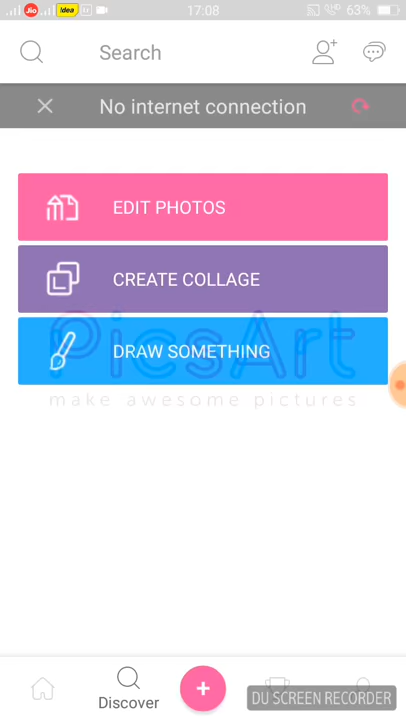 Jio Idea 17:08 63%
Search
No internet connection
EDIT PHOTOS
CREATE COLLAGE
DRAW SOMETHING
PicsArt
make awesome pictures
Discover
DU SCREEN RECORDER